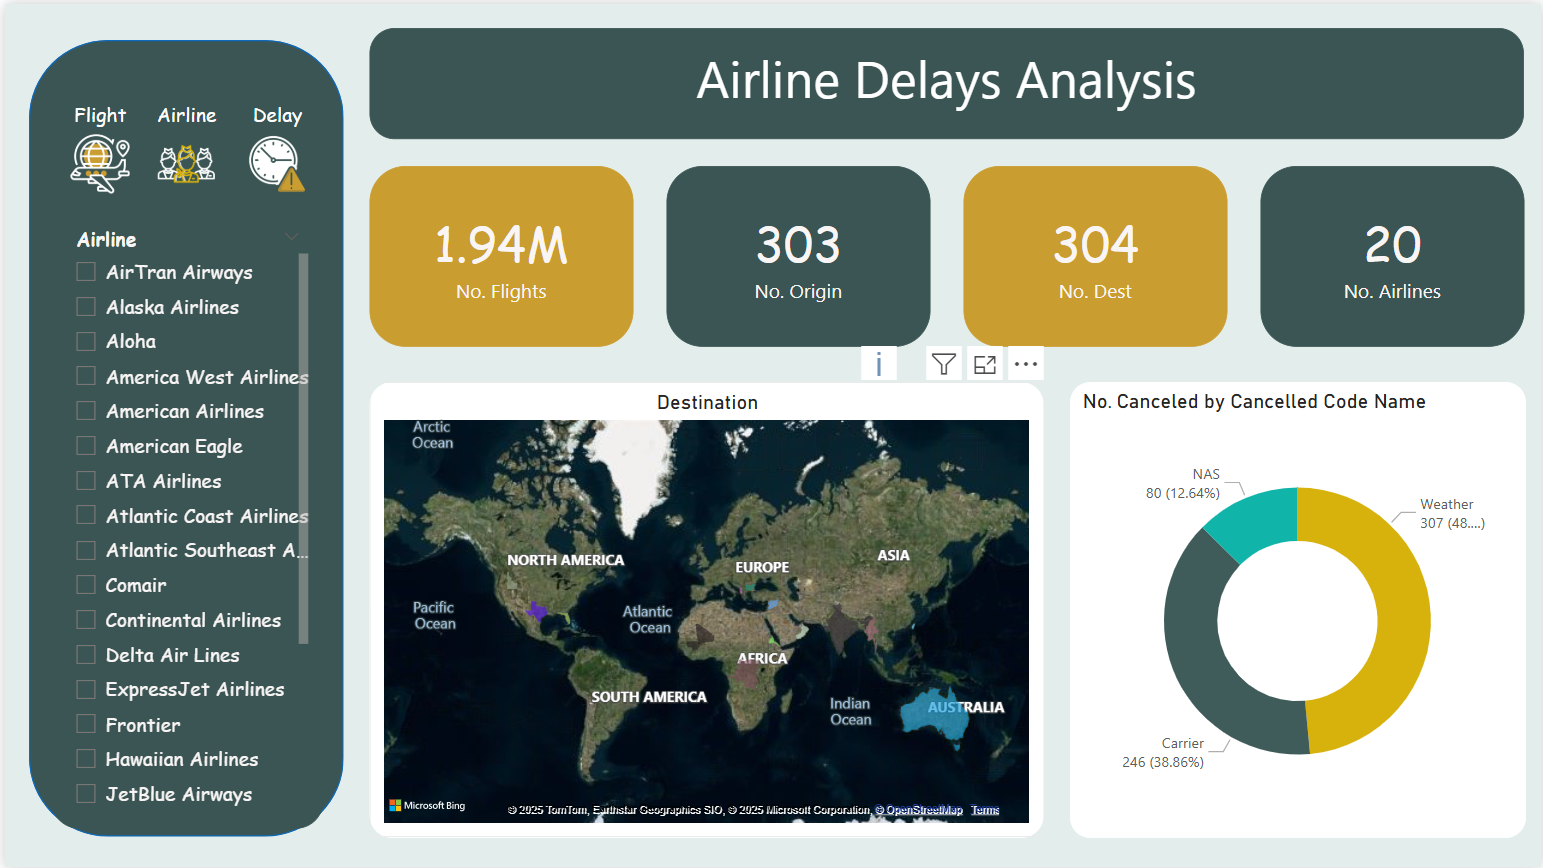 Airline Delays Analysis
Flight
Airline
Delay
Airline
AirTran Airways
Alaska Airlines
Aloha
America West Airlines
American Airlines
American Eagle
ATA Airlines
Atlantic Coast Airlines
Atlantic Southeast A...
Comair
Continental Airlines
Delta Air Lines
ExpressJet Airlines
Frontier
Hawaiian Airlines
JetBlue Airways
1.94M
No. Flights
303
No. Origin
304
No. Dest
20
No. Airlines
i
Destination
Arctic
Ocean
NORTH AMERICA
EUROPE
ASIA
Pacific
Ocean
Atlantic
Ocean
AFRICA
SOUTH AMERICA
Indian
Ocean
AUSTRALIA
Microsoft Bing
© 2025 TomTom, Earthstar Geographics SIO, © 2025 Microsoft Corporation, © OpenStreetMap Terms
No. Canceled by Cancelled Code Name
NAS
80 (12.64%)
Weather
307 (48....)
Carrier
246 (38.86%)